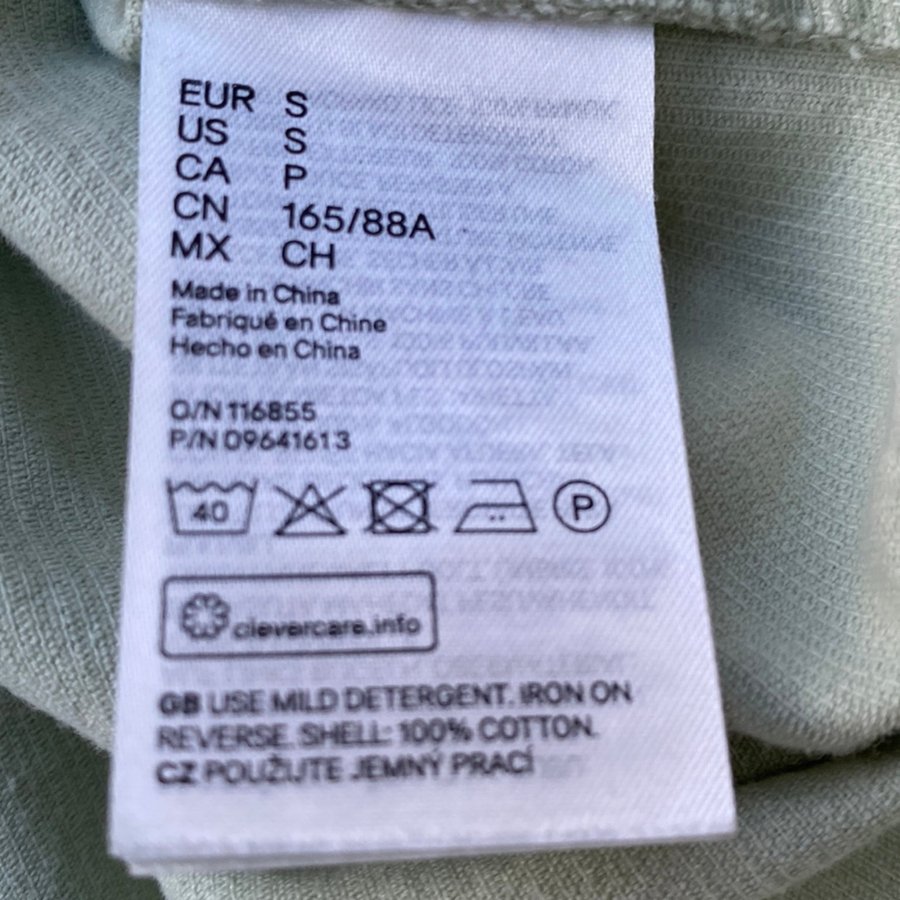 EUR S
US S
CA P
CN 165/88A
MX CH
Made in China
Fabriqué en Chine
Hecho en China
O/N 116855
P/N D9641613
40 P
clevercare.info
GB USE MILD DETERGENT. IRON ON
REVERSE. SHELL: 100% COTTON.
CZ POUŽIJTE JEMNÝ PRACÍ